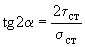 tg2α = 2τ_ст / σ_ст